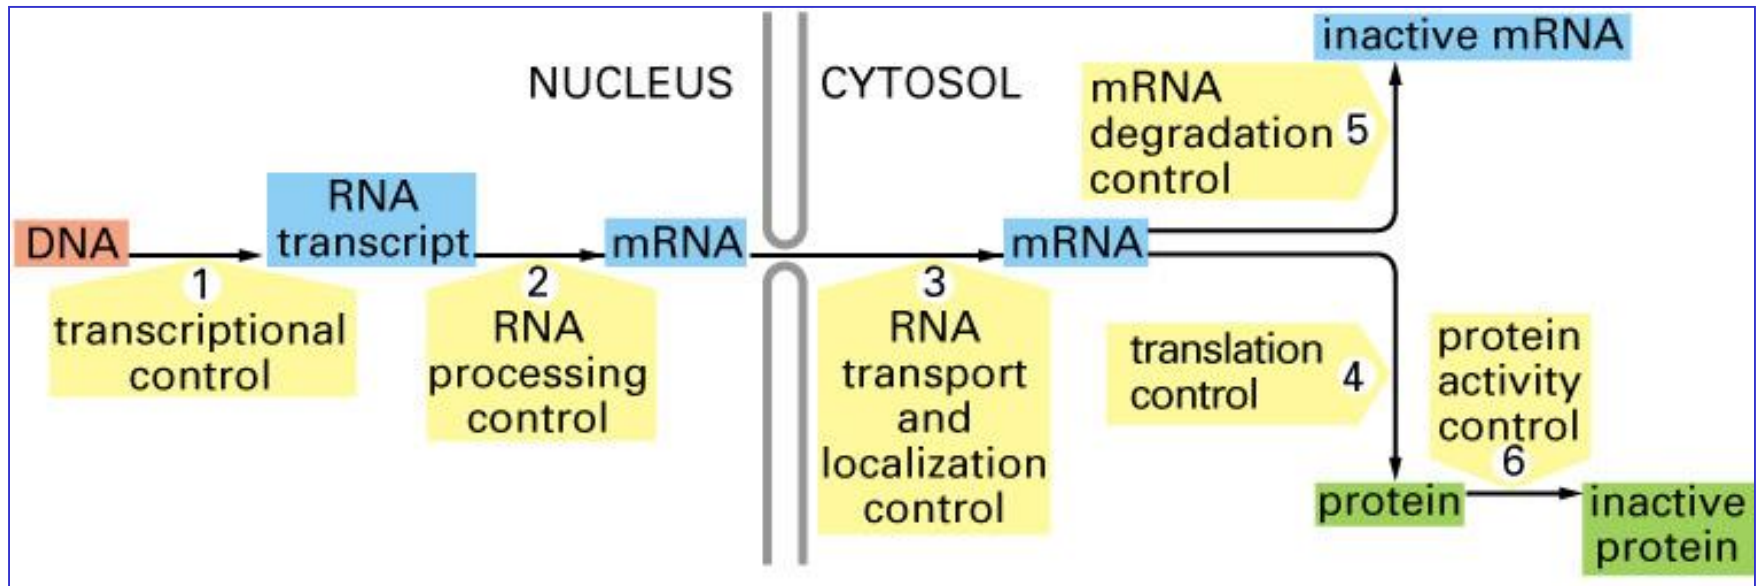 NUCLEUS
CYTOSOL
inactive mRNA
mRNA
degradation
control
5
DNA
RNA
transcript
mRNA
mRNA
1
transcriptional
control
2
RNA
processing
control
3
RNA
transport
and
localization
control
translation
control
4
protein
activity
control
6
protein
inactive
protein